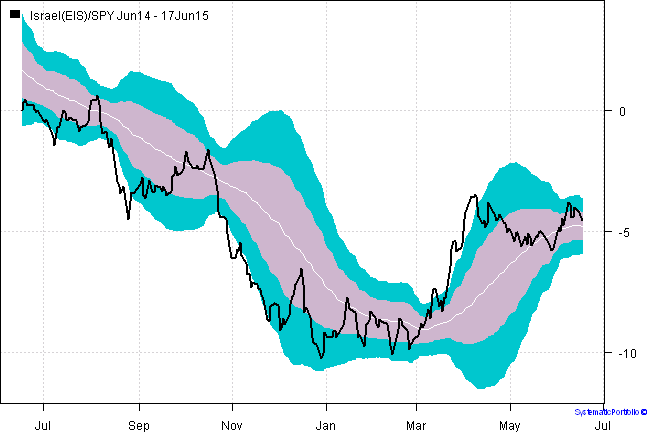 Israel(EIS)/SPY Jun14 - 17Jun15
0
-5
-10
SystematicPortfolio ©
Jul Sep Nov Jan Mar May Jul